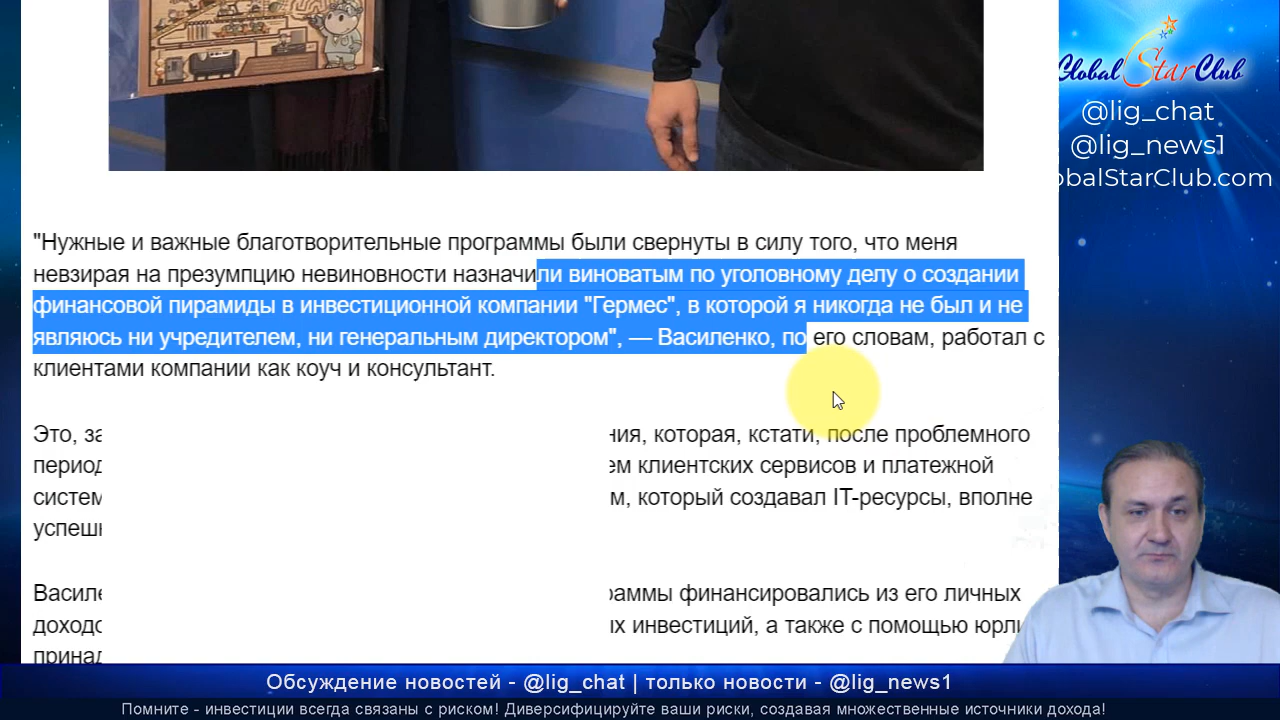 Global Star Club
@lig_chat
@lig_news1
obalStarClub.com
"Нужные и важные благотворительные программы были свернуты в силу того, что меня
невзирая на презумпцию невиновности назначили виноватым по уголовному делу о создании
финансовой пирамиды в инвестиционной компании "Гермес", в которой я никогда не был и не
являюсь ни учредителем, ни генеральным директором", — Василенко, по его словам, работал с
клиентами компании как коуч и консультант.
Это, за ния, которая, кстати, после проблемного
период ем клиентских сервисов и платежной
систем м, который создавал IT-ресурсы, вполне
успешн
Василе раммы финансировались из его личных
доходо их инвестиций, а также с помощью юрли
принад
Обсуждение новостей - @lig_chat | только новости - @lig_news1
Помните - инвестиции всегда связаны с риском! Диверсифицируйте ваши риски, создавая множественные источники дохода!